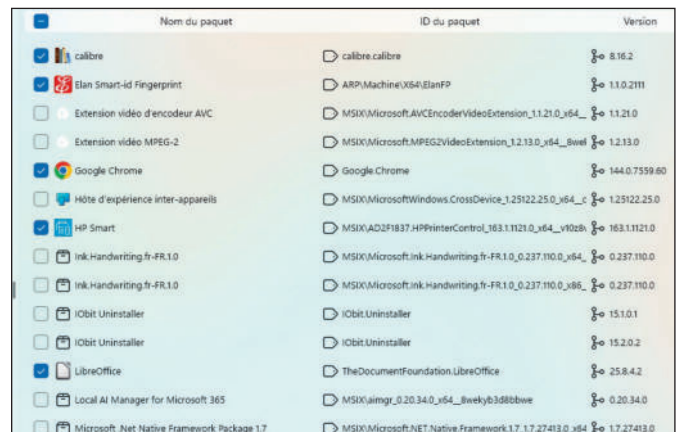 Nom du paquet ID du paquet Version
calibre calibre.calibre 8.16.2
Elan Smart-id Fingerprint ARP\Machine\X64\ElanFP 1.1.0.2111
Extension vidéo d'encodeur AVC MSIX\Microsoft.AVCEncoderVideoExtension_1.1.21.0_x64_ 1.1.21.0
Extension vidéo MPEG-2 MSIX\Microsoft.MPEG2VideoExtension_1.2.13.0_x64__8wel 1.2.13.0
Google Chrome Google.Chrome 144.0.7559.60
Hôte d'expérience inter-appareils MSIX\MicrosoftWindows.CrossDevice_1.25122.25.0_x64__c 1.25122.25.0
HP Smart MSIX\AD2F1837.HPPrinterControl_163.1.1121.0_x64__v10z8v 163.1.1121.0
Ink.Handwriting.fr-FR.1.0 MSIX\Microsoft.Ink.Handwriting.fr-FR.1.0_0.237.110.0_x64_ 0.237.110.0
Ink.Handwriting.fr-FR.1.0 MSIX\Microsoft.Ink.Handwriting.fr-FR.1.0_0.237.110.0_x86_ 0.237.110.0
IObit Uninstaller IObit.Uninstaller 15.1.0.1
IObit Uninstaller IObit.Uninstaller 15.2.0.2
LibreOffice TheDocumentFoundation.LibreOffice 25.8.4.2
Local AI Manager for Microsoft 365 MSIX\aimgr_0.20.34.0_x64__8wekyb3d8bbwe 0.20.34.0
Microsoft .Net Native Framework Package 1.7 MSIX\Microsoft.NET.Native.Framework.1.7_1.7.27413.0_x64 1.7.27413.0